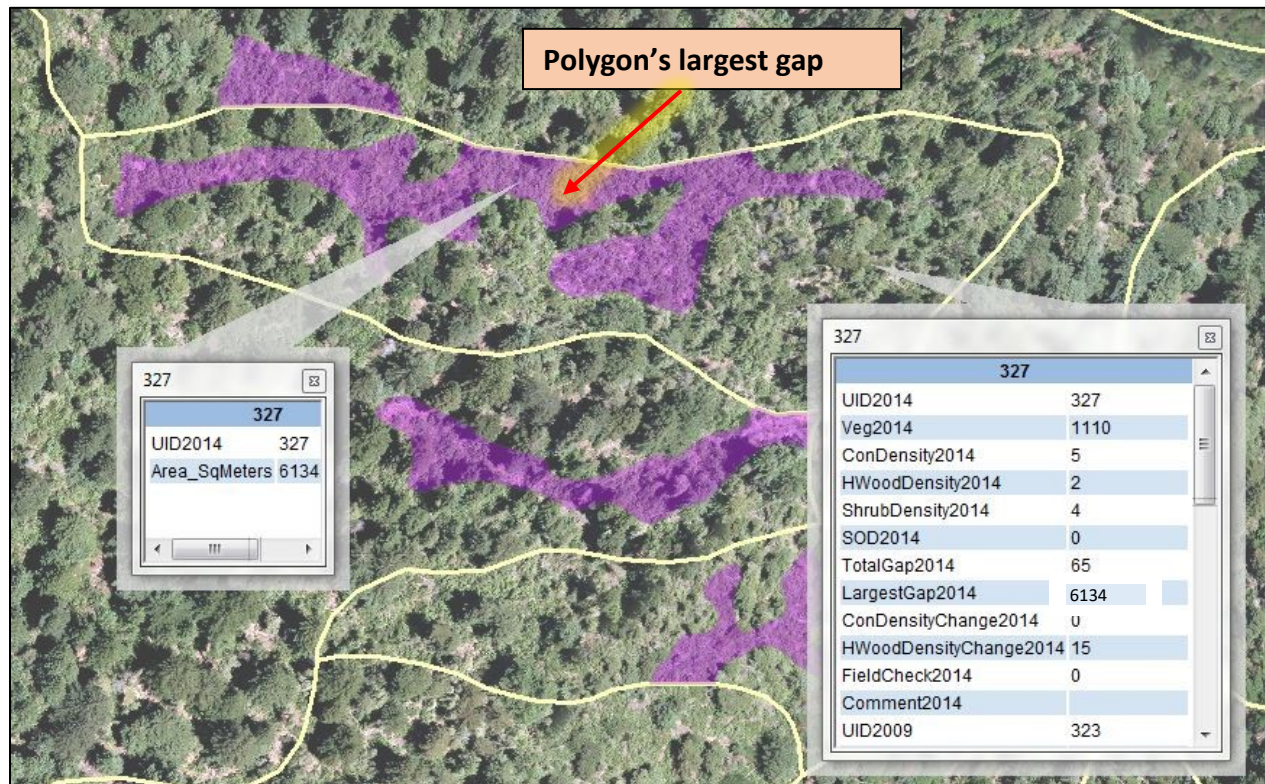 Polygon’s largest gap
327
327
UID2014 327
Area_SqMeters 6134
327
327
UID2014 327
Veg2014 1110
ConDensity2014 5
HWoodDensity2014 2
ShrubDensity2014 4
SOD2014 0
TotalGap2014 65
LargestGap2014 6134
ConDensityChange2014 0
HWoodDensityChange2014 15
FieldCheck2014 0
Comment2014
UID2009 323